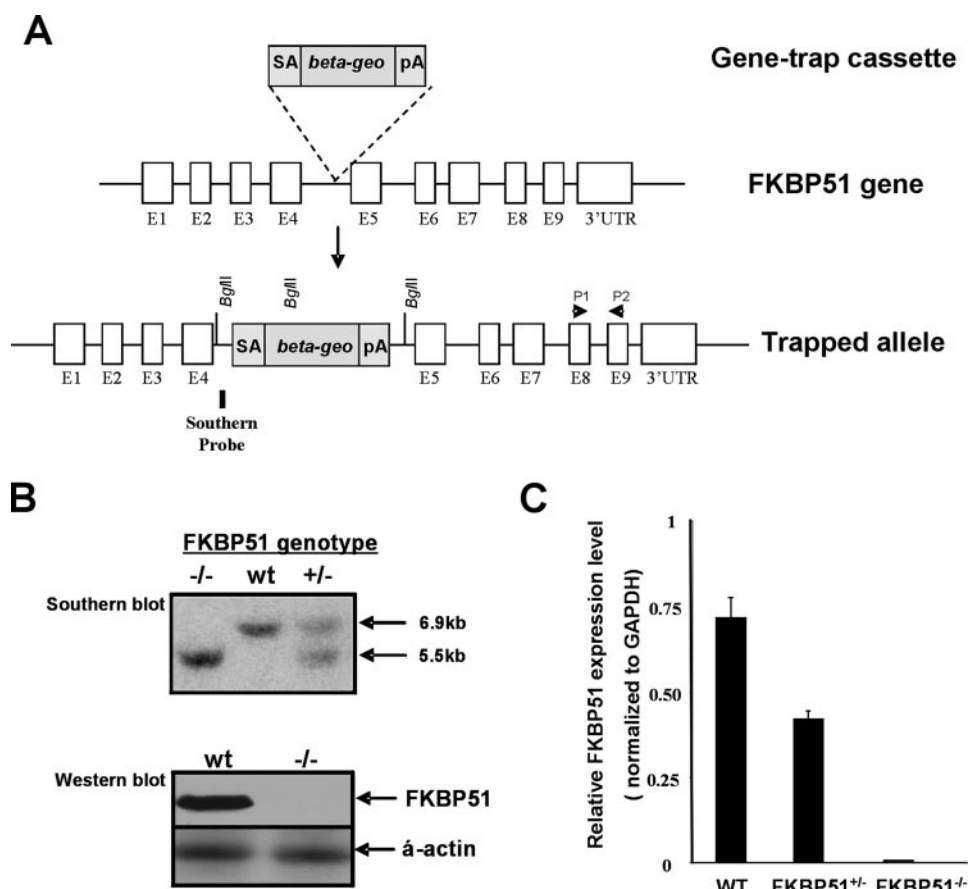 A
SA beta-geo pA
Gene-trap cassette
FKBP51 gene
E1 E2 E3 E4 E5 E6 E7 E8 E9 3'UTR
BglII BglII BglII
P1 P2
SA beta-geo pA
Trapped allele
E1 E2 E3 E4 E5 E6 E7 E8 E9 3'UTR
Southern
Probe
B
FKBP51 genotype
-/- wt +/-
Southern blot
6.9kb
5.5kb
wt -/-
Western blot
FKBP51
á-actin
C
Relative FKBP51 expression level
( normalized to GAPDH)
1
0.75
0.50
0.25
0
WT FKBP51+/- FKBP51-/-